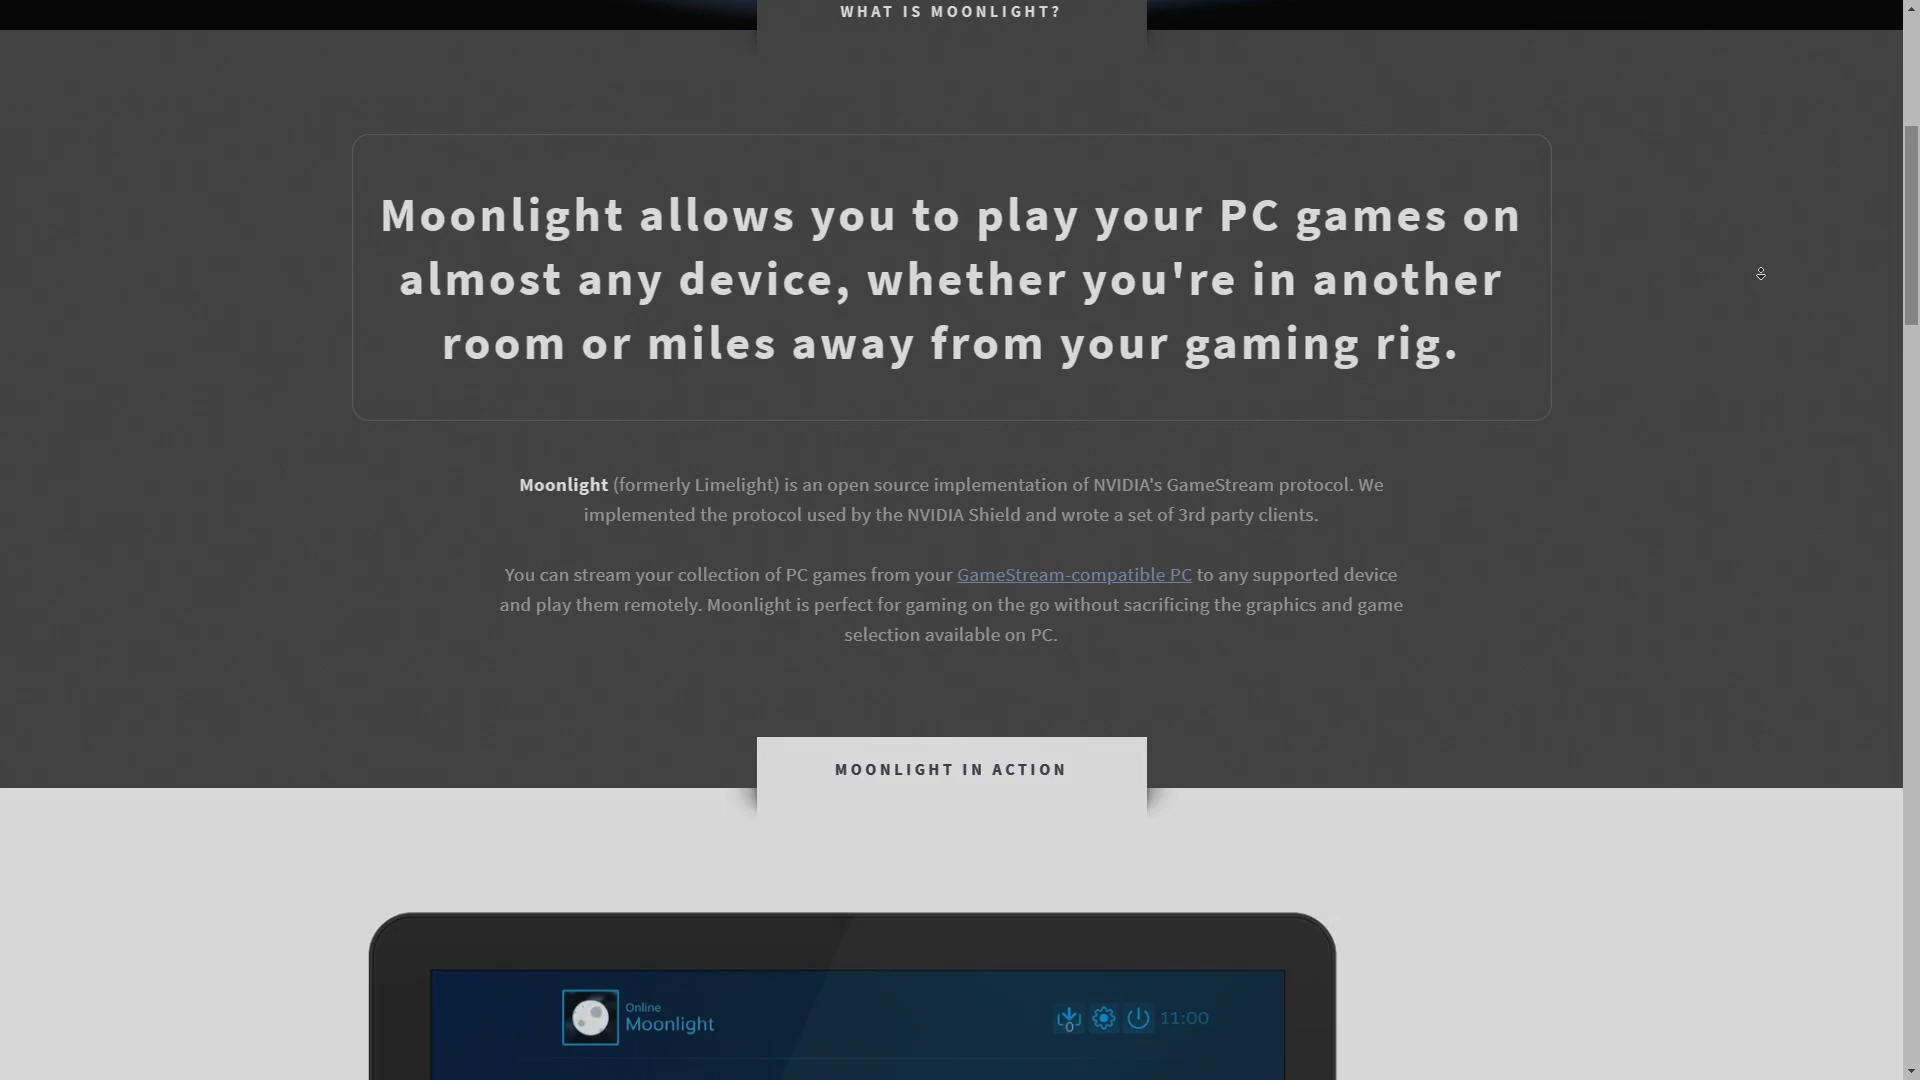 WHAT IS MOONLIGHT?
Moonlight allows you to play your PC games on
almost any device, whether you're in another
room or miles away from your gaming rig.
Moonlight (formerly Limelight) is an open source implementation of NVIDIA's GameStream protocol. We
implemented the protocol used by the NVIDIA Shield and wrote a set of 3rd party clients.
You can stream your collection of PC games from your GameStream-compatible PC to any supported device
and play them remotely. Moonlight is perfect for gaming on the go without sacrificing the graphics and game
selection available on PC.
MOONLIGHT IN ACTION
Online
Moonlight
0
11:00